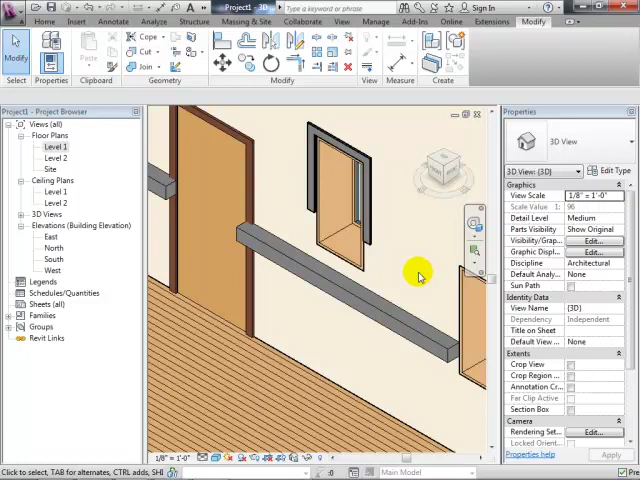 Project1 - 3D
Sign In
Insert
Annotate
Analyze
Structure
Massing & Site
Collaborate
View
Manage
Add-Ins
Online
Extensions
Modify
Modify
Paste
Cope
Cut
Join
Select
Properties
Clipboard
Geometry
Modify
View
Measure
Create
Project1 - Project Browser
Views (all)
Floor Plans
Level 1
Level 2
Site
Ceiling Plans
Level 1
Level 2
3D Views
Elevations (Building Elevation)
East
North
South
West
Legends
Schedules/Quantities
Sheets (all)
Families
Groups
Revit Links
Properties
3D View
3D View: {3D}
Edit Type
Graphics
View Scale 1/8" = 1'-0"
Scale Value 1: 96
Detail Level Medium
Parts Visibility Show Original
Visibility/Grap... Edit...
Graphic Displ... Edit...
Discipline Architectural
Default Analy... None
Sun Path
Identity Data
View Name {3D}
Dependency Independent
Title on Sheet
Default View ... None
Extents
Crop View
Crop Region ...
Annotation Cr...
Far Clip Active
Section Box
Camera
Rendering Set... Edit...
Locked Orient...
Properties help
Apply
1/8" = 1'-0"
Click to select, TAB for alternates, CTRL adds, SHI
:0
Main Model
Pre